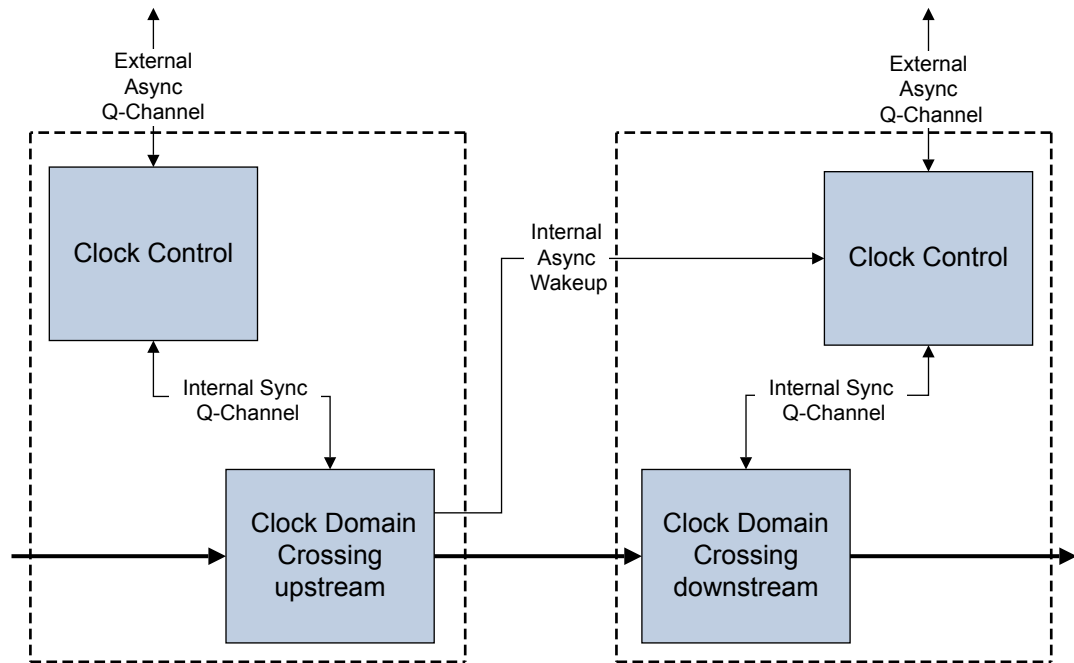 External
Async
Q-Channel
External
Async
Q-Channel
Clock Control
Internal
Async
Wakeup
Clock Control
Internal Sync
Q-Channel
Internal Sync
Q-Channel
Clock Domain
Crossing
upstream
Clock Domain
Crossing
downstream